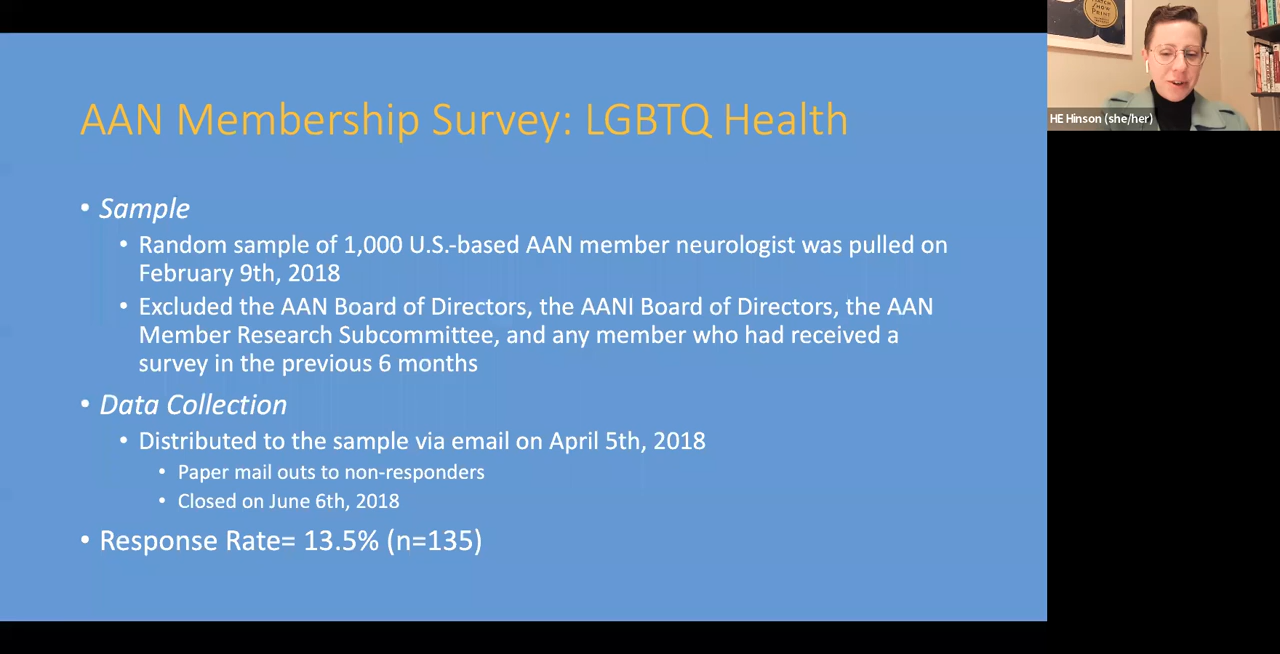 AAN Membership Survey: LGBTQ Health
• Sample
• Random sample of 1,000 U.S.-based AAN member neurologist was pulled on
February 9th, 2018
• Excluded the AAN Board of Directors, the AANI Board of Directors, the AAN
Member Research Subcommittee, and any member who had received a
survey in the previous 6 months
• Data Collection
• Distributed to the sample via email on April 5th, 2018
• Paper mail outs to non-responders
• Closed on June 6th, 2018
• Response Rate= 13.5% (n=135)
HE Hinson (she/her)